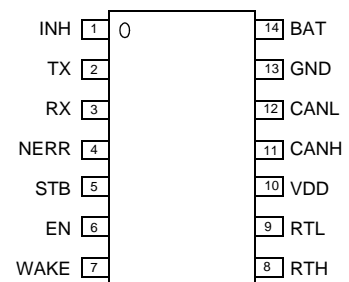 INH 1 14 BAT
TX 2 13 GND
RX 3 12 CANL
NERR 4 11 CANH
STB 5 10 VDD
EN 6 9 RTL
WAKE 7 8 RTH